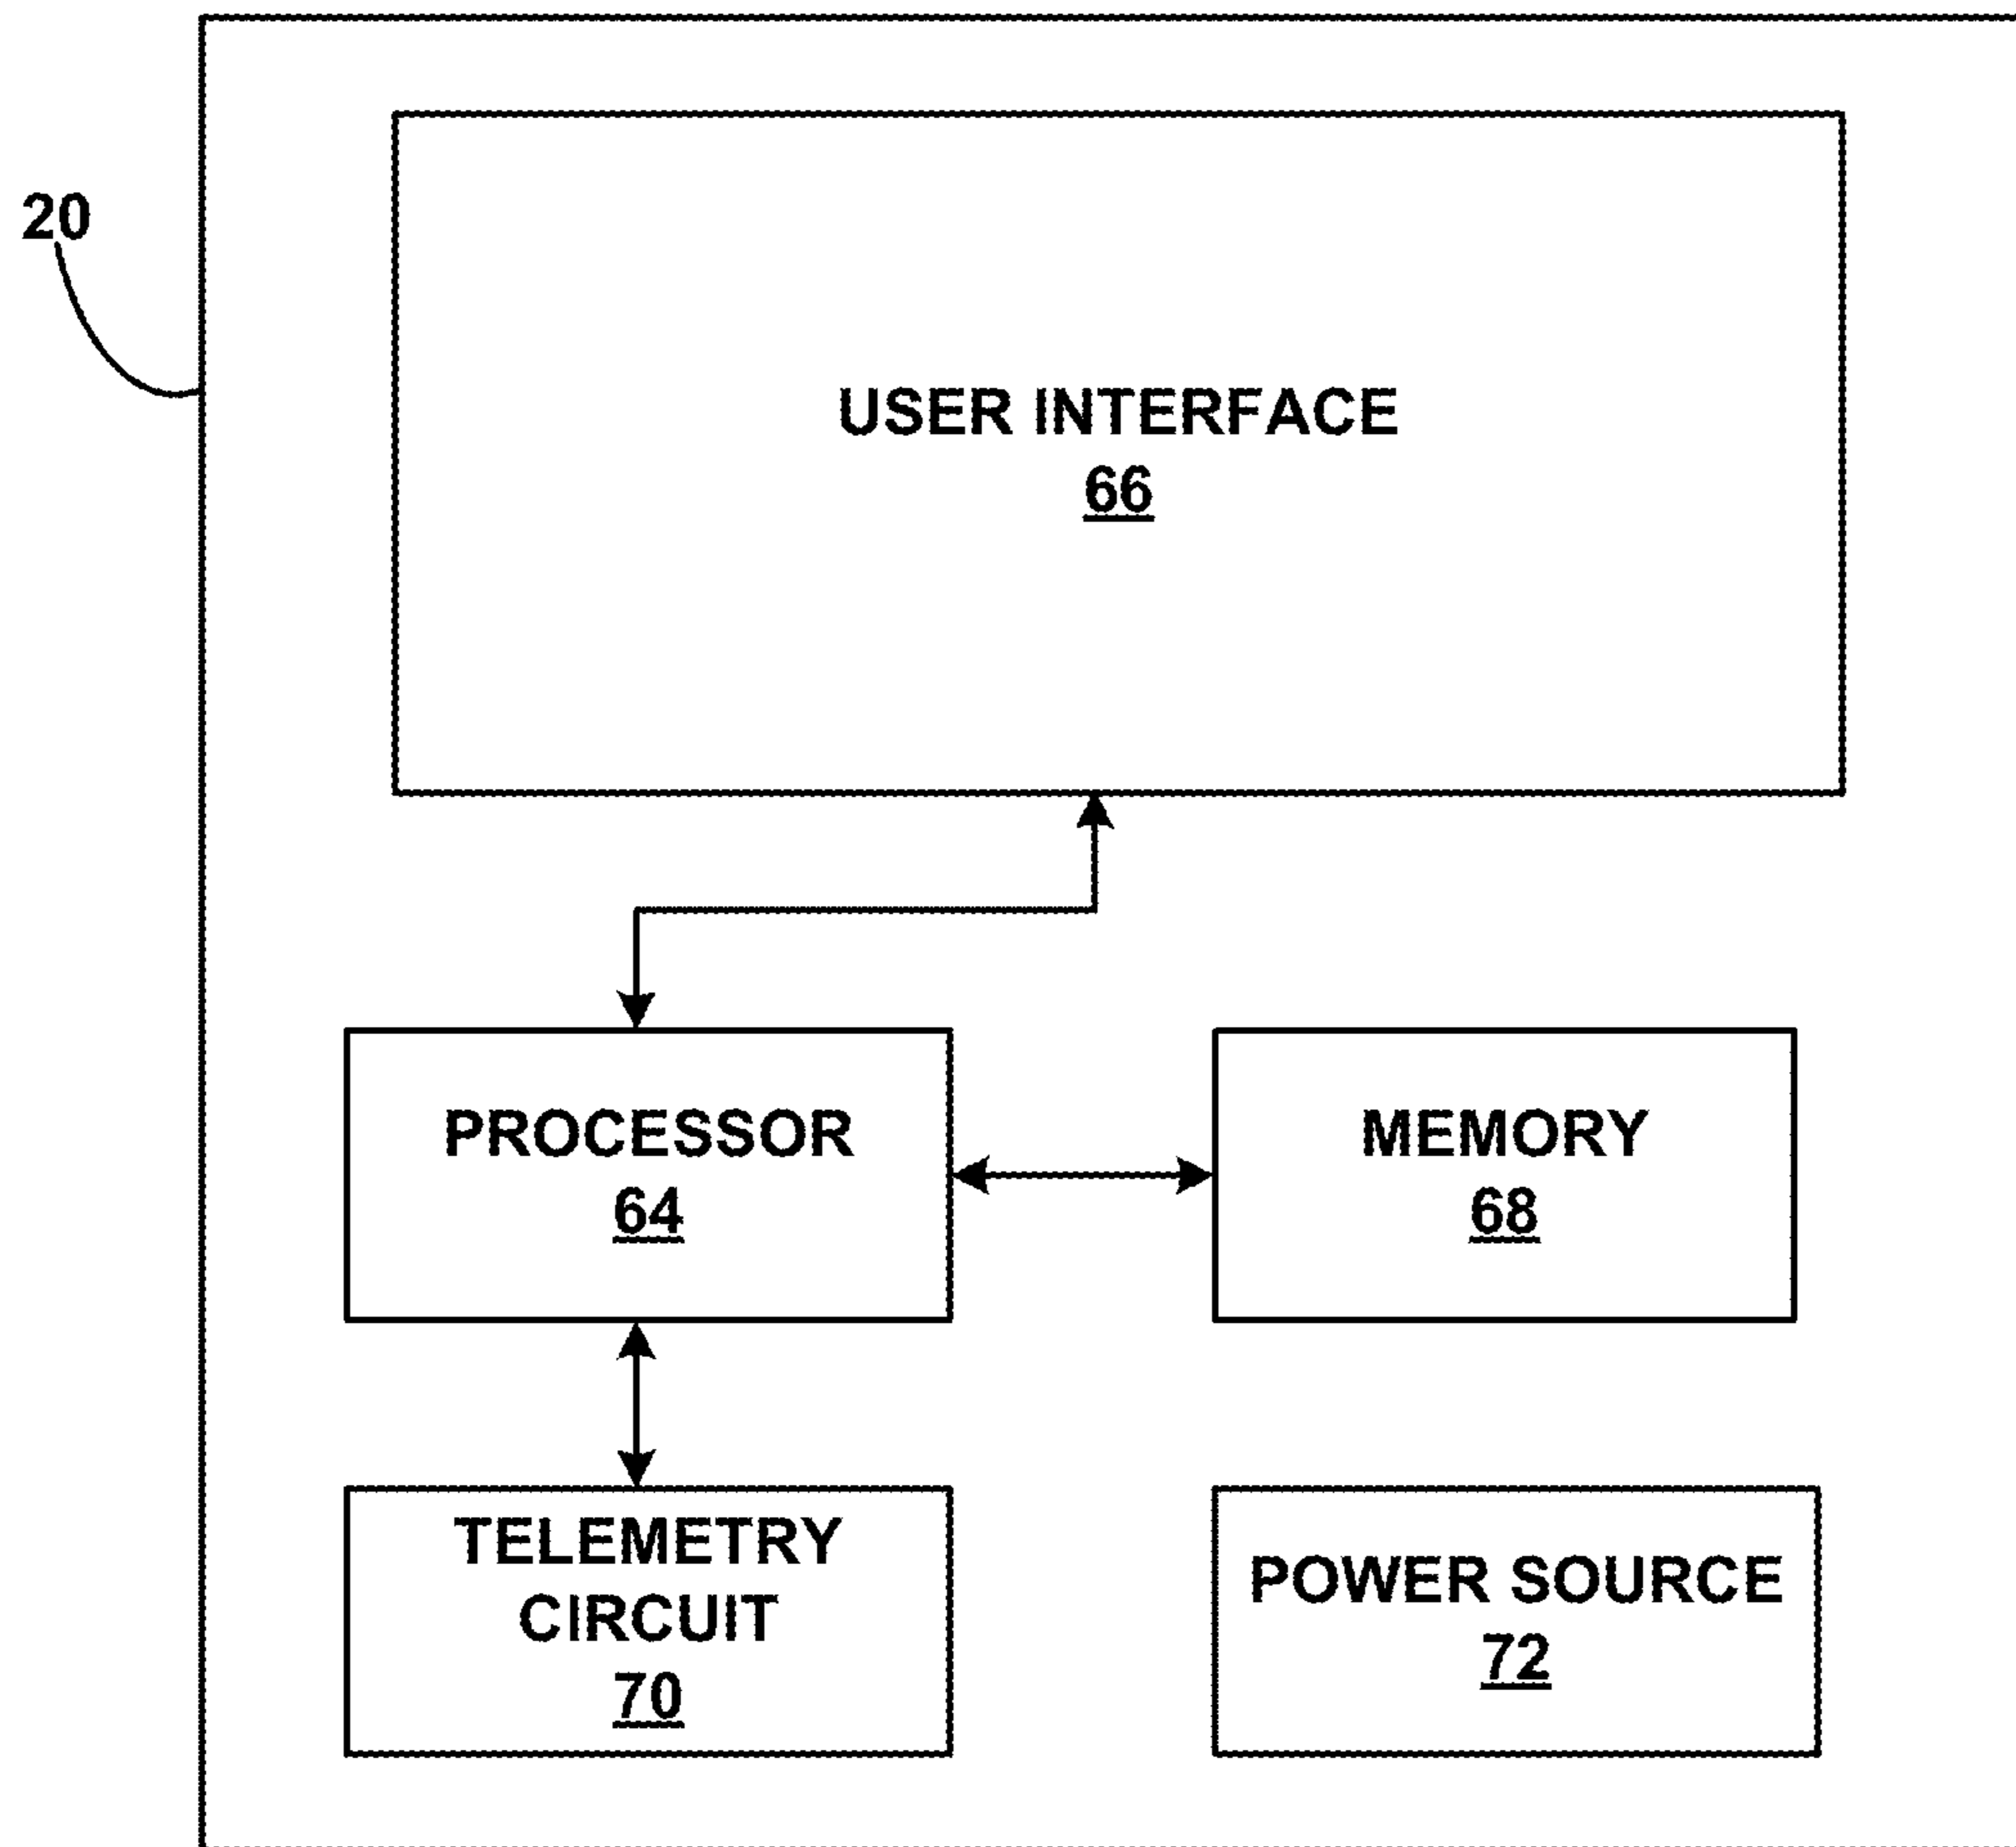 20
USER INTERFACE
66
PROCESSOR
64
MEMORY
68
TELEMETRY
CIRCUIT
70
POWER SOURCE
72